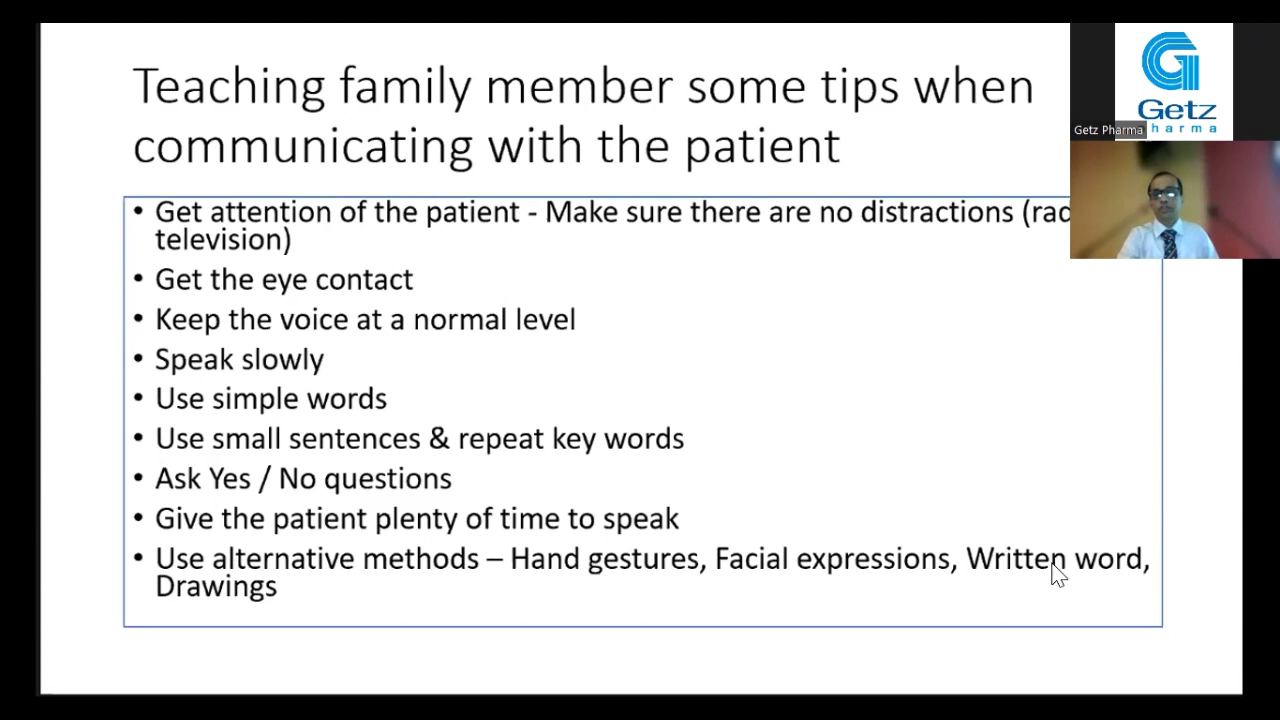 Teaching family member some tips when
communicating with the patient
• Get attention of the patient - Make sure there are no distractions (rad
television)
• Get the eye contact
• Keep the voice at a normal level
• Speak slowly
• Use simple words
• Use small sentences & repeat key words
• Ask Yes / No questions
• Give the patient plenty of time to speak
• Use alternative methods – Hand gestures, Facial expressions, Written word,
Drawings
Getz
harma
Getz Pharma